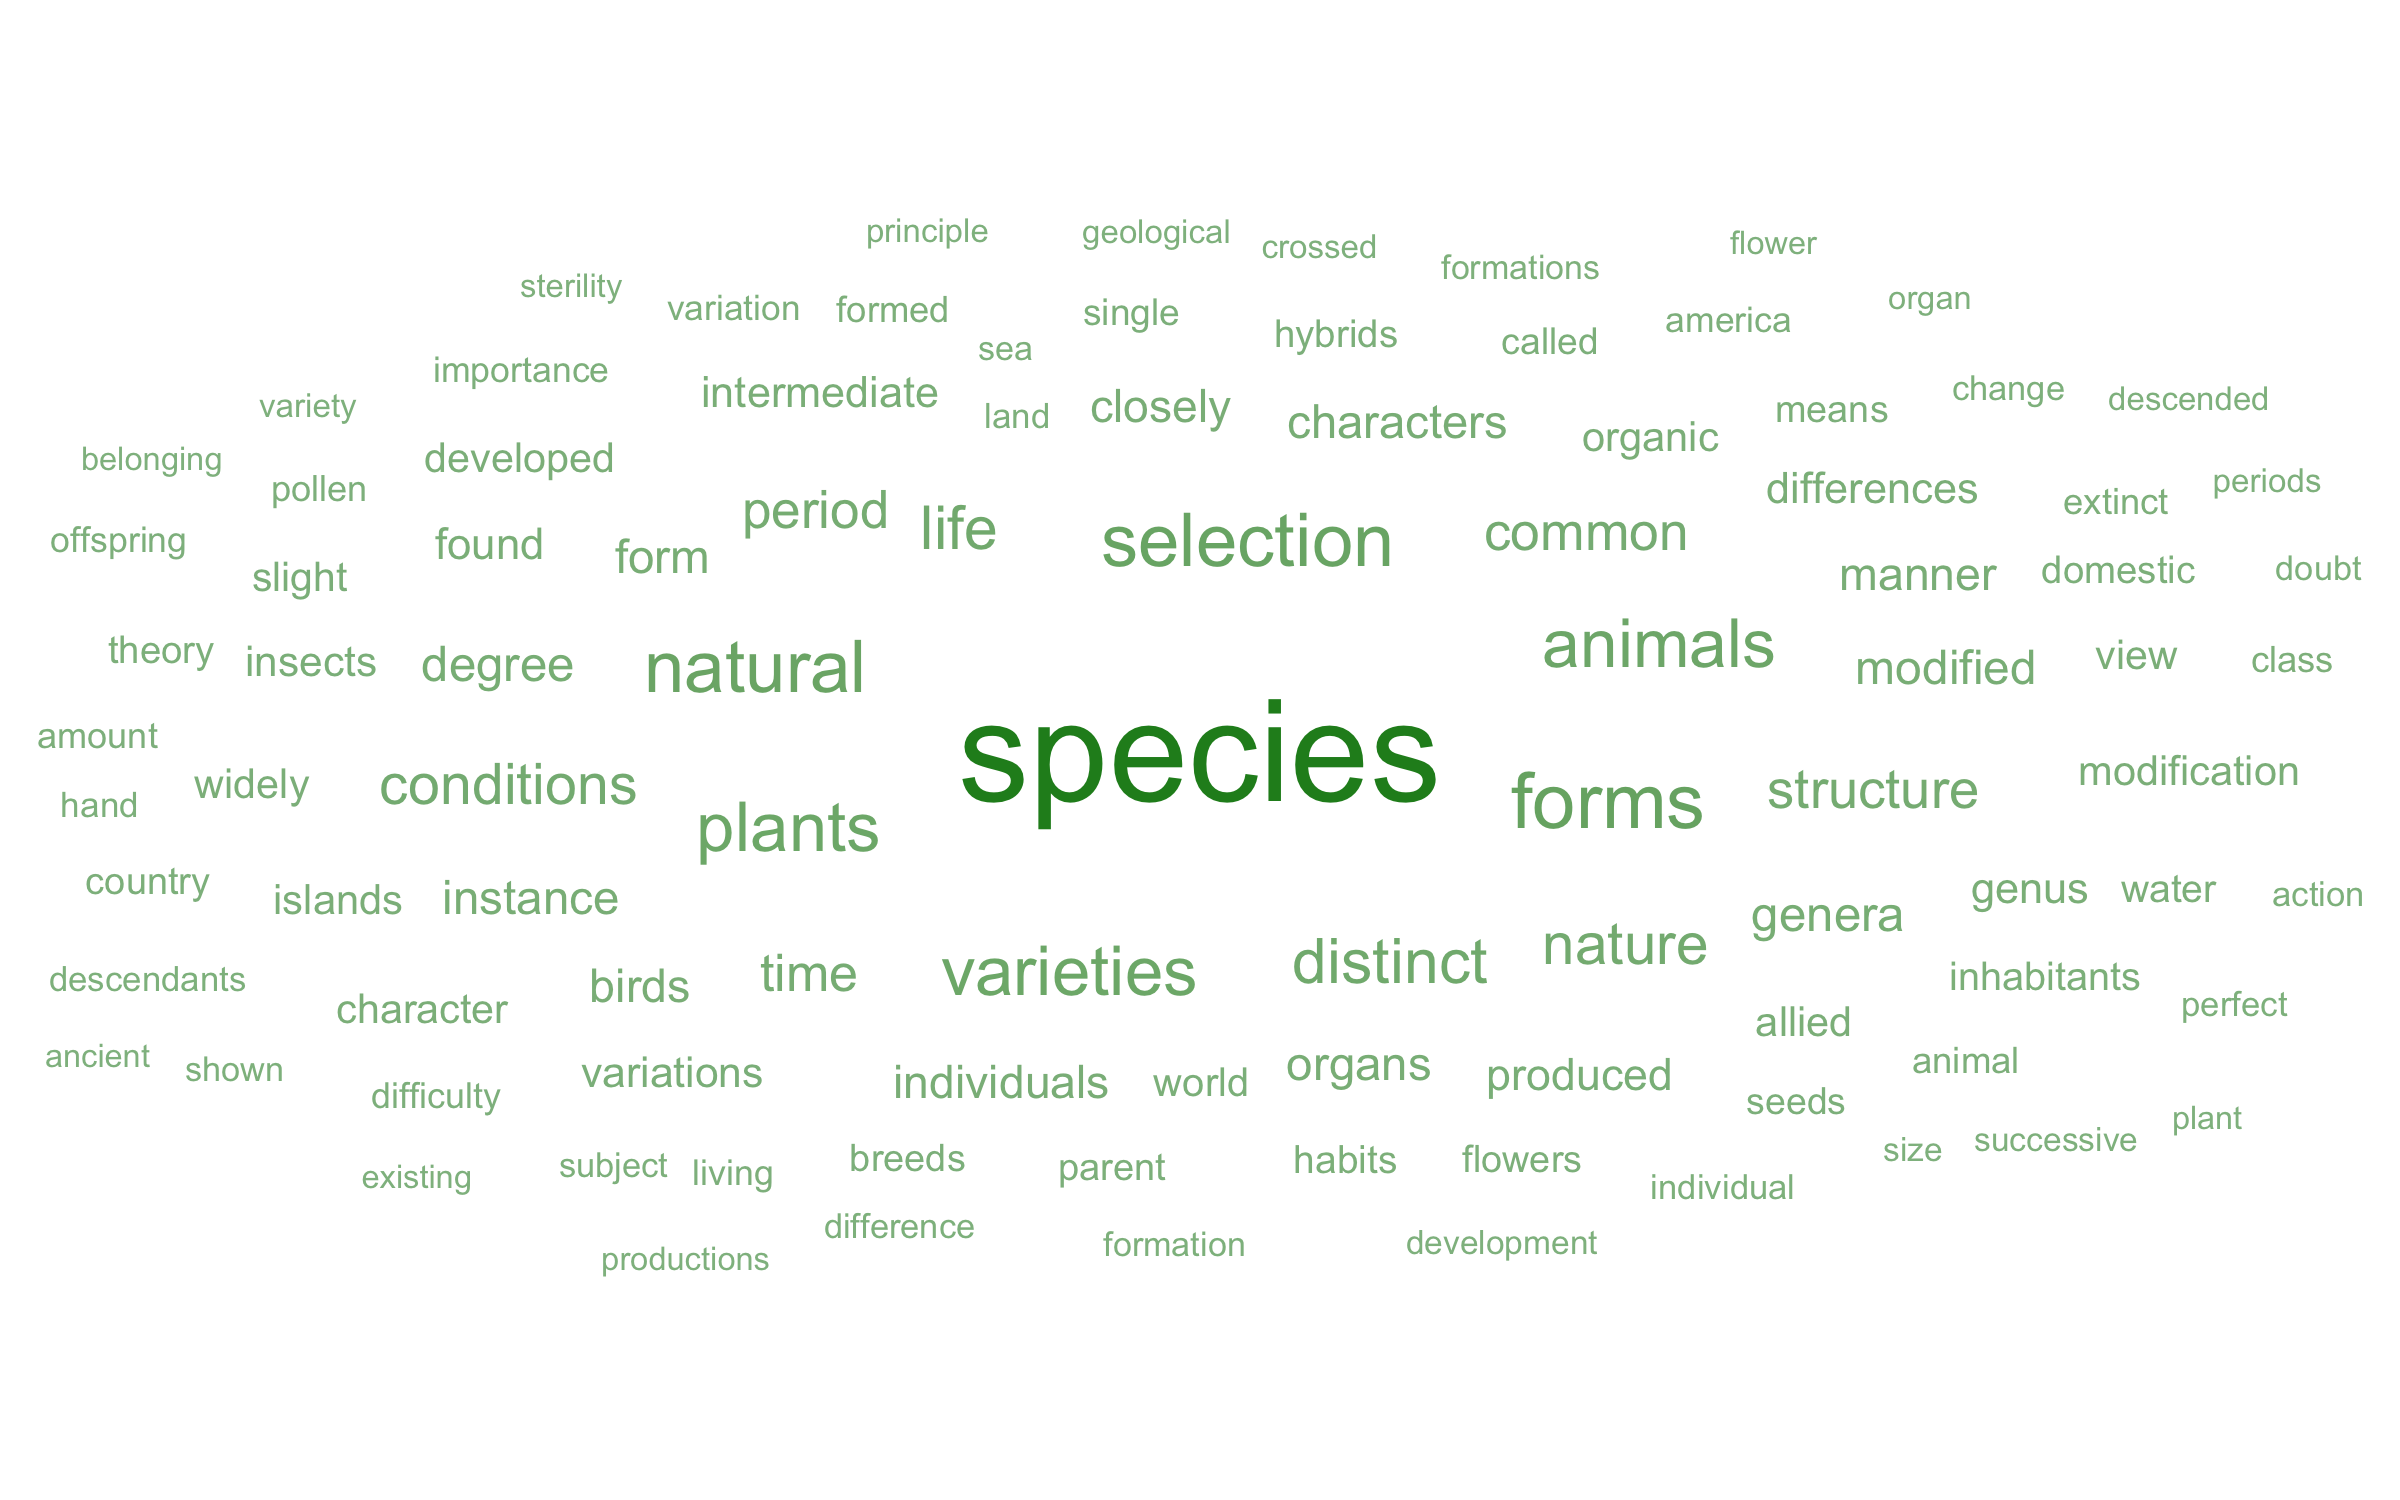 principle
geological
crossed
flower
formations
sterility
organ
variation
formed
single
america
hybrids
called
sea
importance
change
descended
intermediate
variety
closely
means
land
characters
organic
belonging
developed
periods
pollen
differences
extinct
period
life
selection
common
offspring
found
form
domestic
doubt
slight
manner
theory
insects
degree
natural
animals
modified
view
class
species
amount
widely
conditions
structure
modification
hand
plants
forms
country
islands
instance
genus
water
action
genera
descendants
character
birds
time
varieties
distinct
nature
inhabitants
perfect
allied
ancient
shown
difficulty
variations
individuals
world
organs
produced
animal
seeds
plant
existing
subject
living
breeds
parent
habits
flowers
individual
size
successive
productions
difference
formation
development